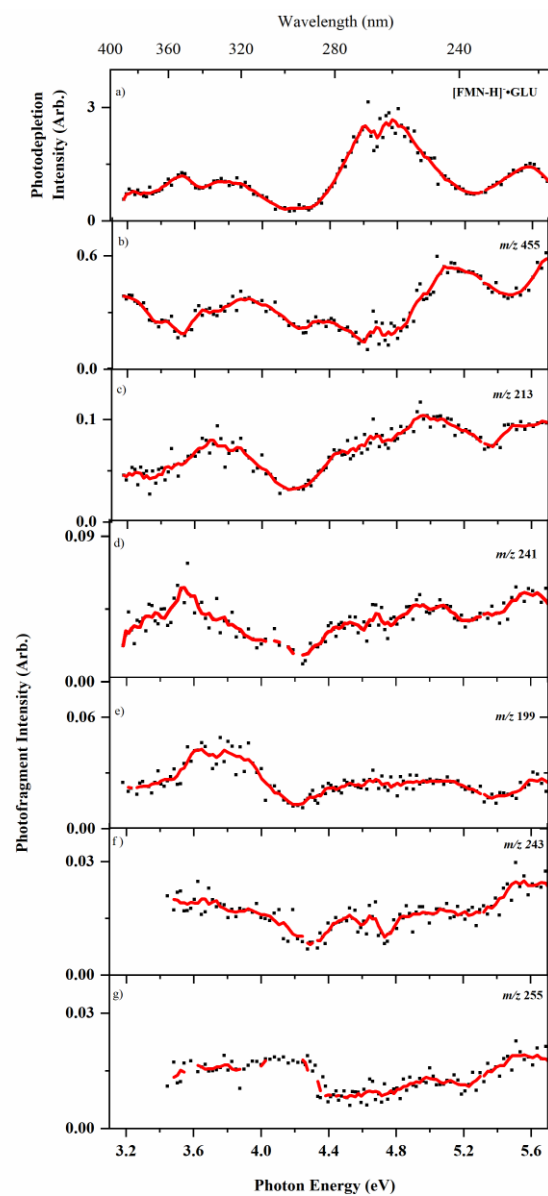 Wavelength (nm)
400 360 320 280 240
a)
[FMN-H]⁻•GLU
3
0
Photodepletion
Intensity (Arb.)
b)
m/z 455
0.6
0.0
c)
m/z 213
0.1
0.0
d)
m/z 241
0.09
0.00
e)
m/z 199
0.06
0.00
f )
m/z 243
0.03
0.00
g)
m/z 255
0.03
0.00
Photofragment Intensity (Arb.)
3.2 3.6 4.0 4.4 4.8 5.2 5.6
Photon Energy (eV)